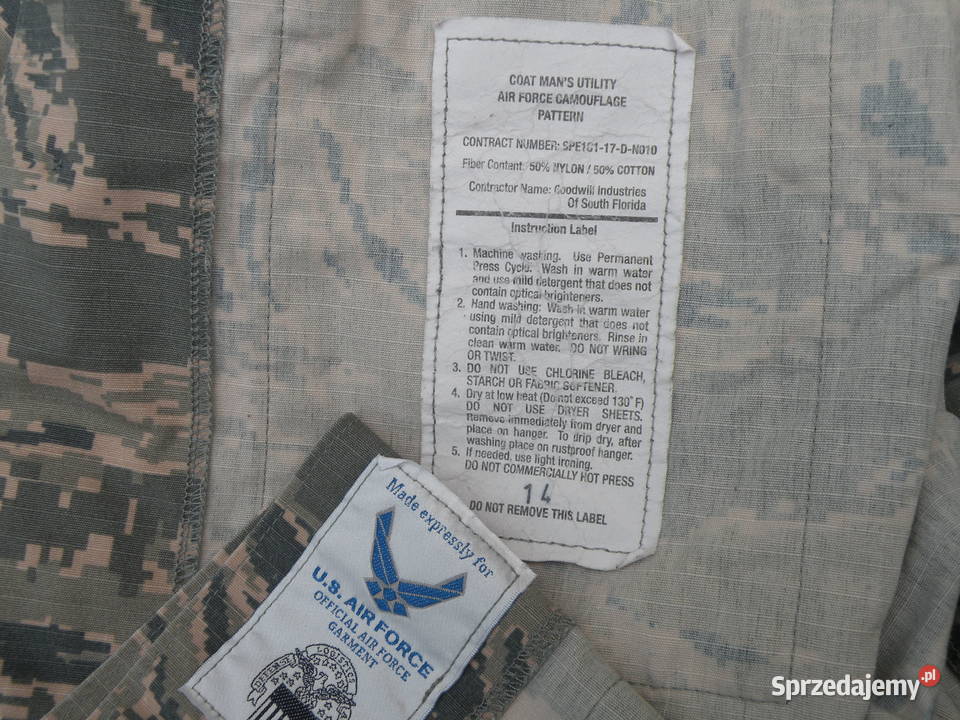 COAT MAN'S UTILITY
AIR FORCE CAMOUFLAGE
PATTERN
CONTRACT NUMBER: SPE1C1-17-D-N010
Fiber Content: 50% NYLON / 50% COTTON
Contractor Name: Goodwill Industries
Of South Florida
Instruction Label
1. Machine washing. Use Permanent
Press Cycle. Wash in warm water
and use mild detergent that does not
contain optical brighteners.
2. Hand washing: Wash in warm water
using mild detergent that does not
contain optical brighteners. Rinse in
clean warm water. DO NOT WRING
OR TWIST.
3. DO NOT USE CHLORINE BLEACH,
STARCH OR FABRIC SOFTENER.
4. Dry at low heat (Do not exceed 130°F)
DO NOT USE DRYER SHEETS.
Remove immediately from dryer and
place on hanger. To drip dry, after
washing place on rustproof hanger.
5. If needed, use light ironing.
DO NOT COMMERCIALLY HOT PRESS
14
DO NOT REMOVE THIS LABEL
Made expressly for
U.S. AIR FORCE
OFFICIAL AIR FORCE
GARMENT
DEFENSE LOGISTICS
Sprzedajemy.pl